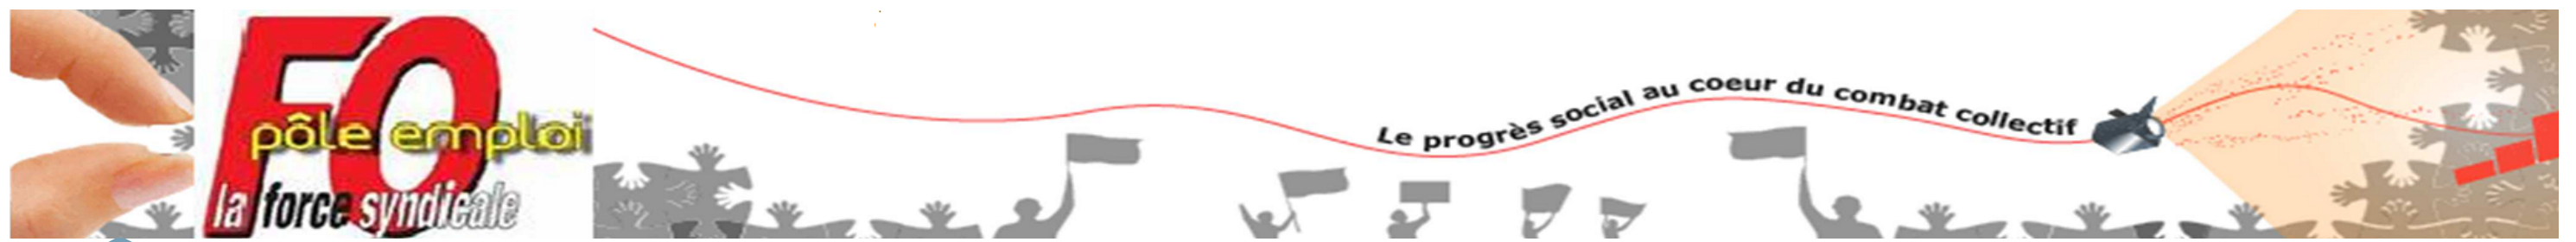 FO
pôle emploi
la force syndicale
Le progrès social au coeur du combat collectif